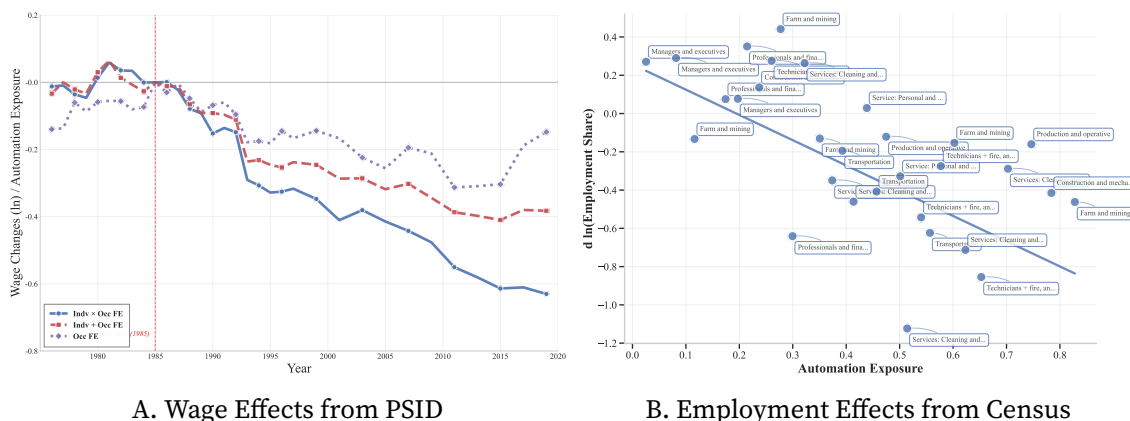 0.2
-0.0
-0.2
-0.4
-0.6
-0.8
Wage Changes (ln) / Automation Exposure
1980
1985
1990
1995
2000
2005
2010
2015
2020
Year
Indv × Occ FE
Indv + Occ FE
Occ FE
(1985)
A. Wage Effects from PSID
0.4
0.2
0.0
−0.2
−0.4
−0.6
−0.8
−1.0
−1.2
d ln(Employment Share)
Farm and mining
Managers and executives
Professionals and fina...
Managers and executives
Services: Cleaning and...
Professionals and fina...
Service: Personal and ...
Managers and executives
Farm and mining
Farm and mining
Production and operative
Farm and mining
Production and operative
Technicians + fire, an...
Transportation
Service: Personal and ...
Transportation
Construction and mecha...
Services: Cleaning and...
Technicians + fire, an...
Farm and mining
Professionals and fina...
Services: Cleaning and...
Technicians + fire, an...
Services: Cleaning and...
0.0
0.1
0.2
0.3
0.4
0.5
0.6
0.7
0.8
Automation Exposure
B. Employment Effects from Census